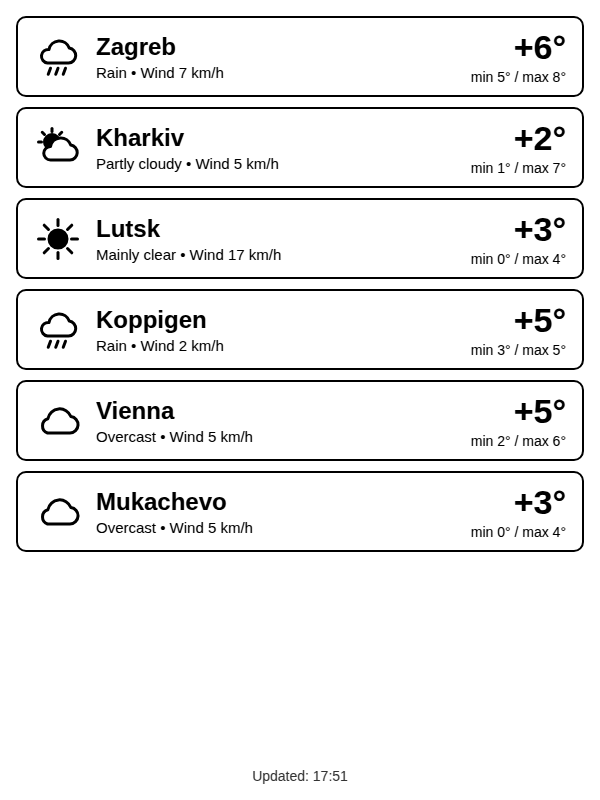 Zagreb
+6°
Rain • Wind 7 km/h
min 5° / max 8°
Kharkiv
+2°
Partly cloudy • Wind 5 km/h
min 1° / max 7°
Lutsk
+3°
Mainly clear • Wind 17 km/h
min 0° / max 4°
Koppigen
+5°
Rain • Wind 2 km/h
min 3° / max 5°
Vienna
+5°
Overcast • Wind 5 km/h
min 2° / max 6°
Mukachevo
+3°
Overcast • Wind 5 km/h
min 0° / max 4°
Updated: 17:51